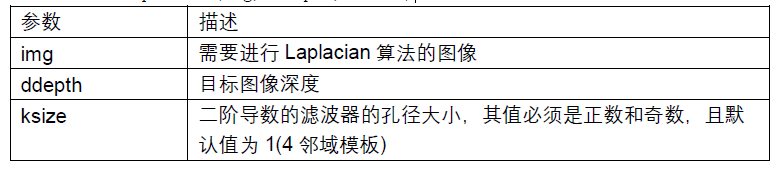 参数 描述
img 需要进行 Laplacian 算法的图像
ddepth 目标图像深度
ksize 二阶导数的滤波器的孔径大小，其值必须是正数和奇数，且默
认值为 1(4 邻域模板)